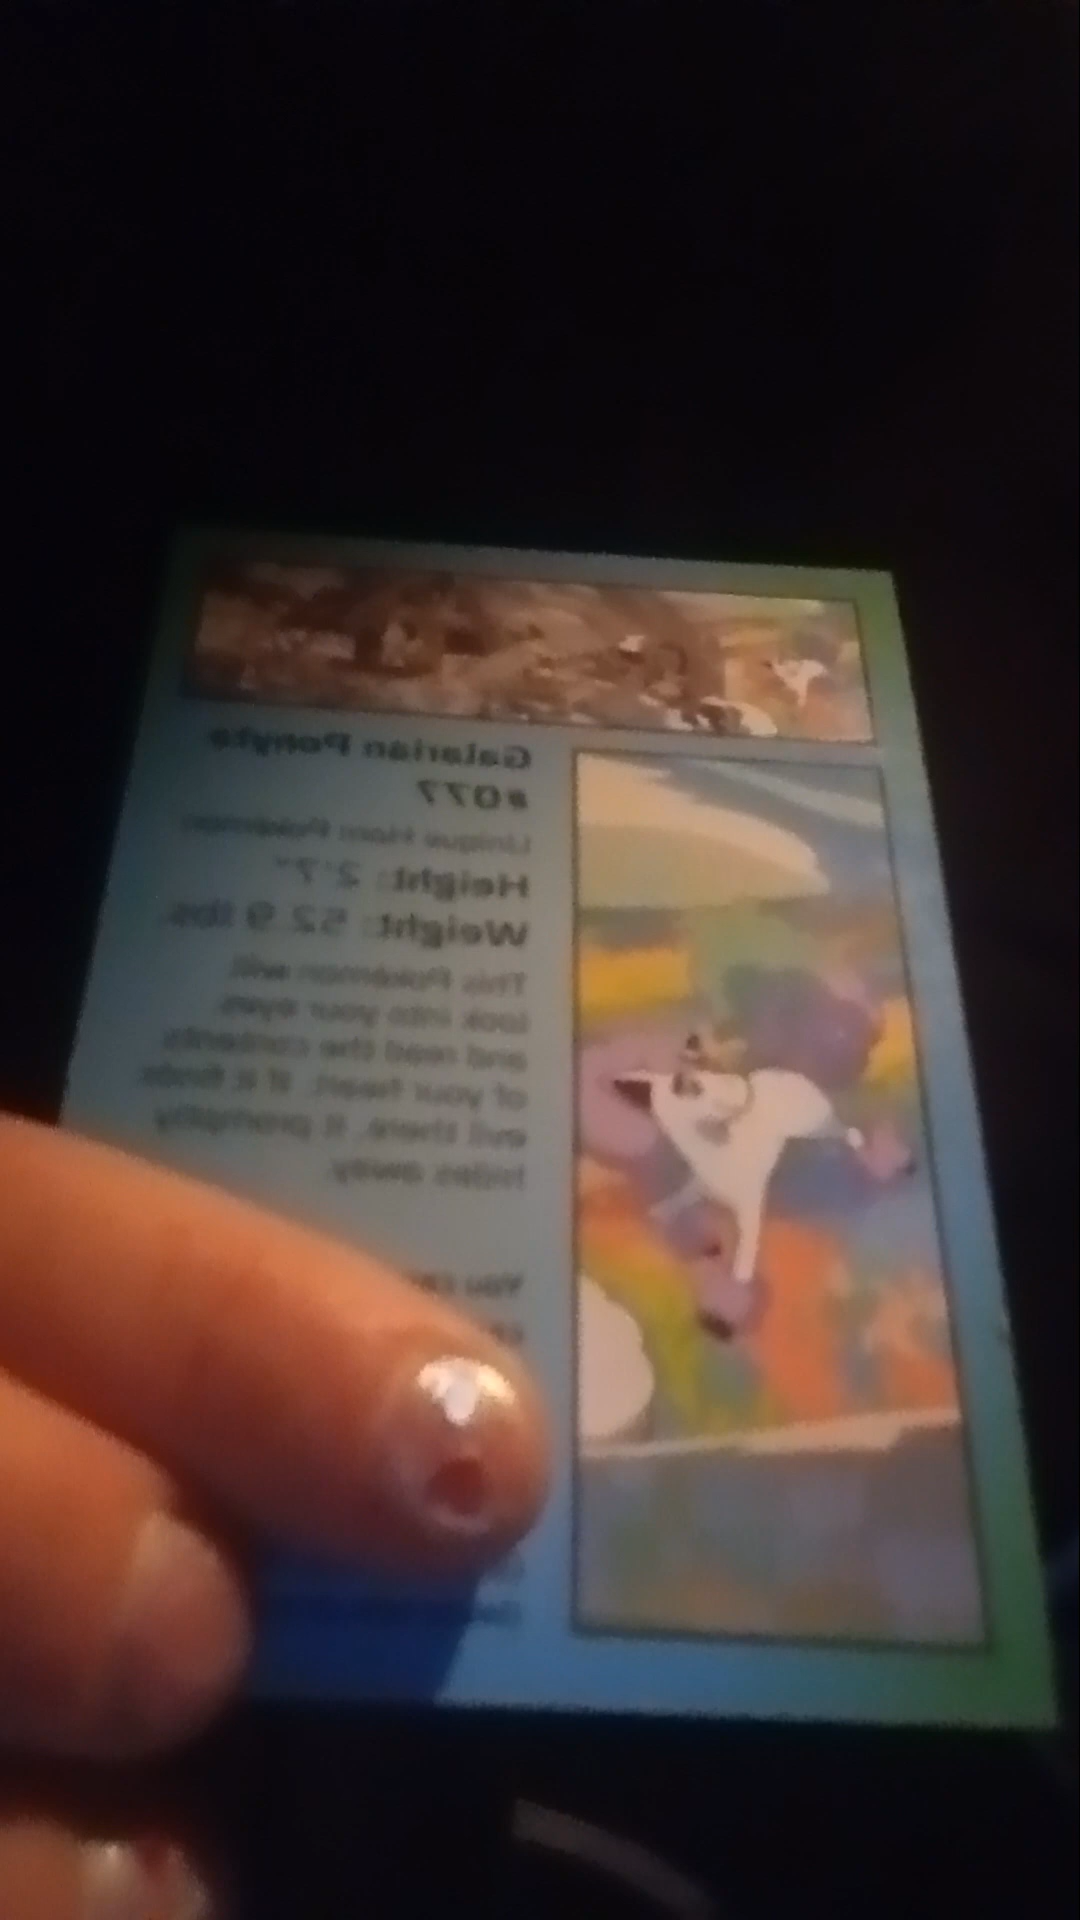 Galarian Ponyta
#077
Unique Horn Pokémon
Height: 2'7"
Weight: 52.9 lbs.
This Pokémon will
look into your eyes
and read the contents
of your heart. If it finds
evil there, it promptly
hides away.
You